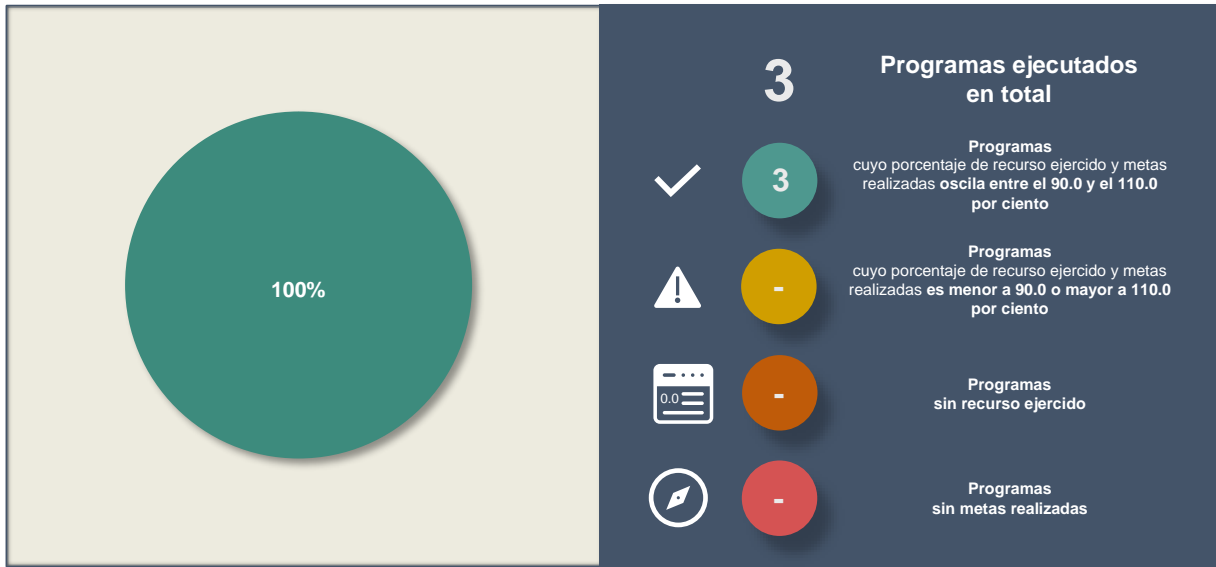 100%
3
Programas ejecutados
en total
3
Programas
cuyo porcentaje de recurso ejercido y metas
realizadas oscila entre el 90.0 y el 110.0
por ciento
-
Programas
cuyo porcentaje de recurso ejercido y metas
realizadas es menor a 90.0 o mayor a 110.0
por ciento
0.0
-
Programas
sin recurso ejercido
-
Programas
sin metas realizadas